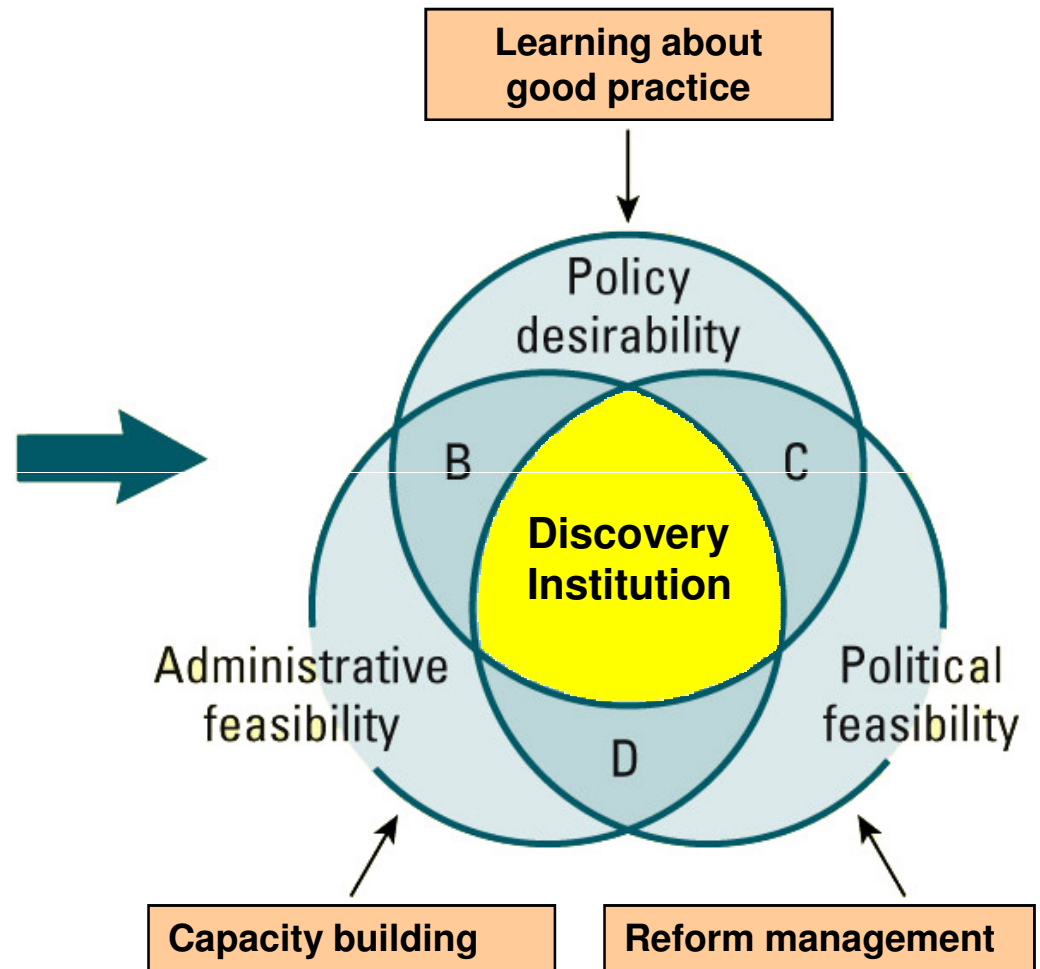 Learning about
good practice
Policy
desirability
B
C
Discovery
Institution
Administrative
feasibility
Political
feasibility
D
Capacity building
Reform management